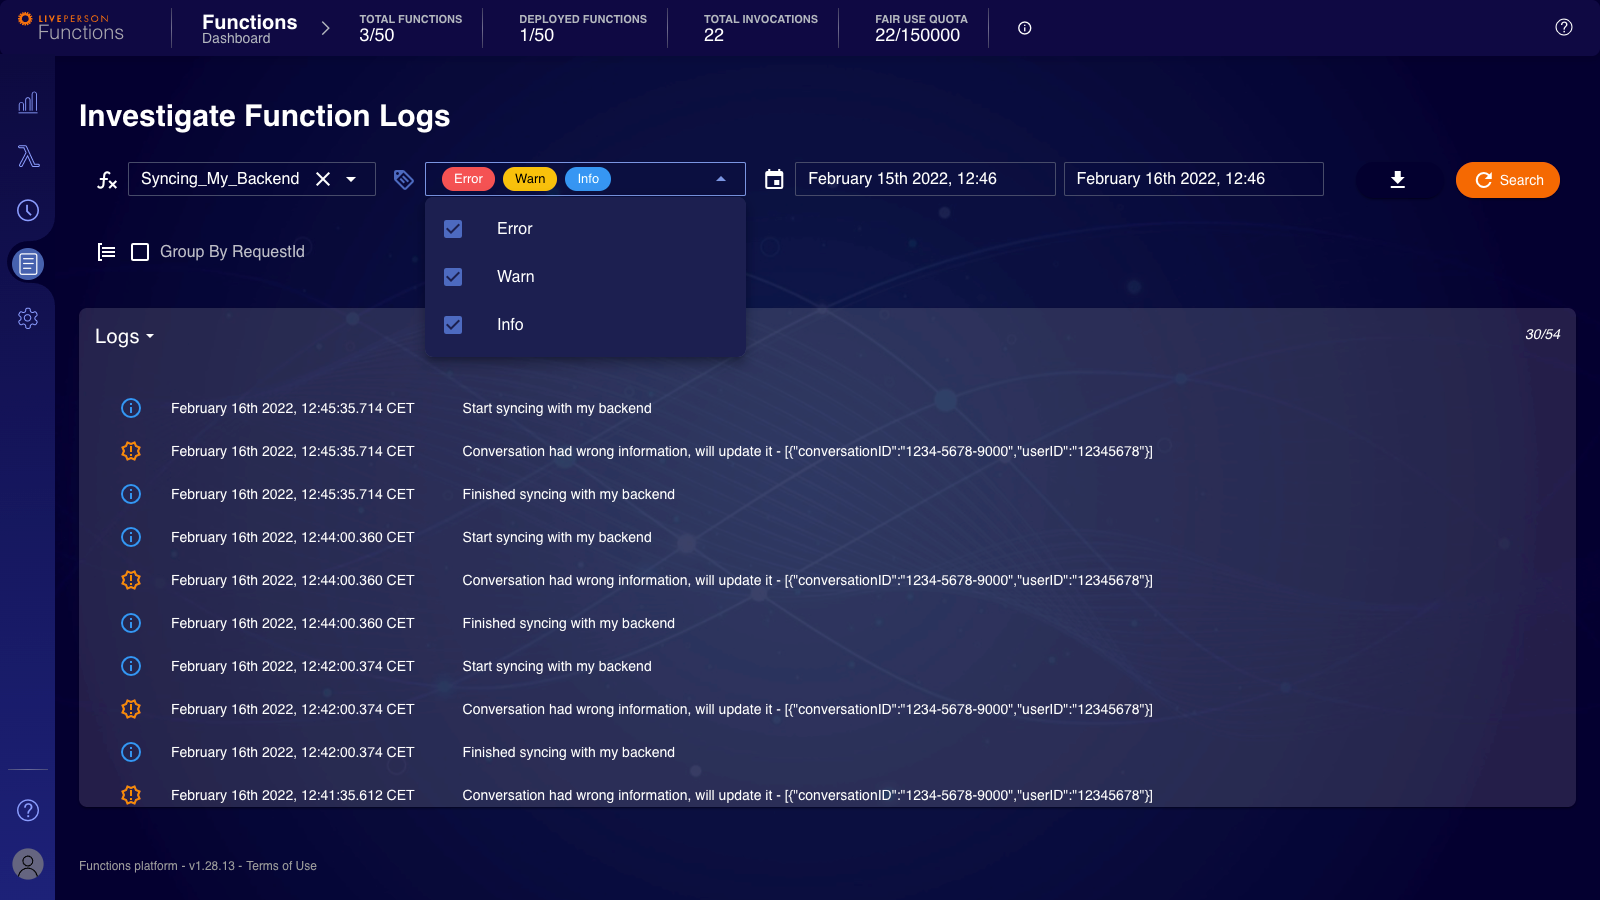 LIVEPERSON
Functions
Functions
Dashboard
TOTAL FUNCTIONS
3/50
DEPLOYED FUNCTIONS
1/50
TOTAL INVOCATIONS
22
FAIR USE QUOTA
22/150000
Investigate Function Logs
Syncing_My_Backend
Error Warn Info
February 15th 2022, 12:46
February 16th 2022, 12:46
Search
Error
Warn
Info
Group By RequestId
Logs
30/54
February 16th 2022, 12:45:35.714 CET Start syncing with my backend
February 16th 2022, 12:45:35.714 CET Conversation had wrong information, will update it - [{"conversationID":"1234-5678-9000","userID":"12345678"}]
February 16th 2022, 12:45:35.714 CET Finished syncing with my backend
February 16th 2022, 12:44:00.360 CET Start syncing with my backend
February 16th 2022, 12:44:00.360 CET Conversation had wrong information, will update it - [{"conversationID":"1234-5678-9000","userID":"12345678"}]
February 16th 2022, 12:44:00.360 CET Finished syncing with my backend
February 16th 2022, 12:42:00.374 CET Start syncing with my backend
February 16th 2022, 12:42:00.374 CET Conversation had wrong information, will update it - [{"conversationID":"1234-5678-9000","userID":"12345678"}]
February 16th 2022, 12:42:00.374 CET Finished syncing with my backend
February 16th 2022, 12:41:35.612 CET Conversation had wrong information, will update it - [{"conversationID":"1234-5678-9000","userID":"12345678"}]
Functions platform - v1.28.13 - Terms of Use